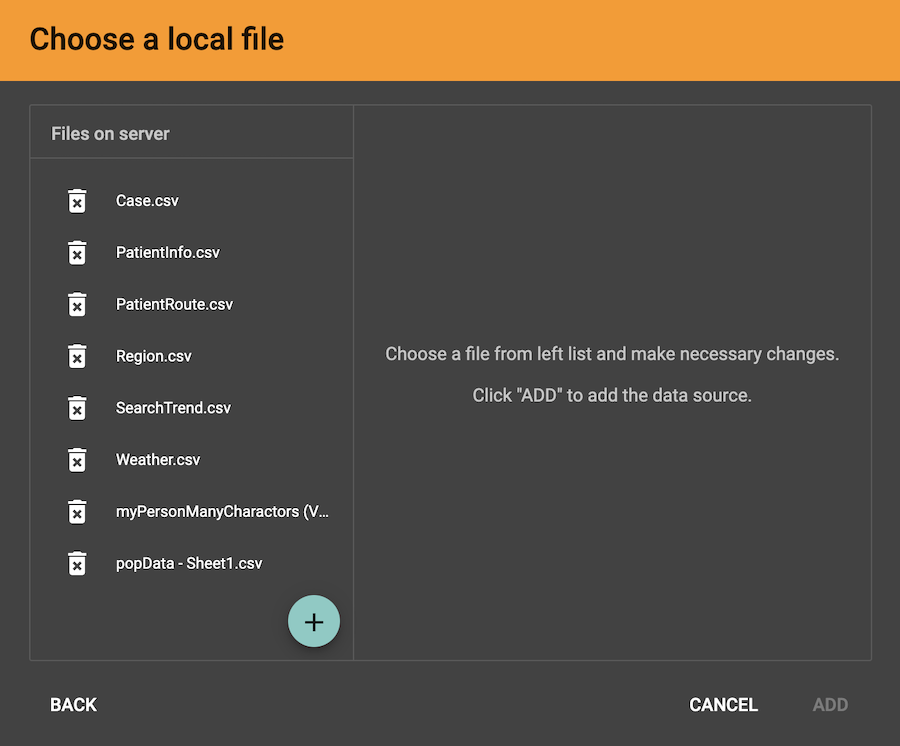 Choose a local file
Files on server
Case.csv
PatientInfo.csv
PatientRoute.csv
Region.csv
SearchTrend.csv
Weather.csv
myPersonManyCharactors (V...
popData - Sheet1.csv
Choose a file from left list and make necessary changes.
Click "ADD" to add the data source.
BACK
CANCEL
ADD